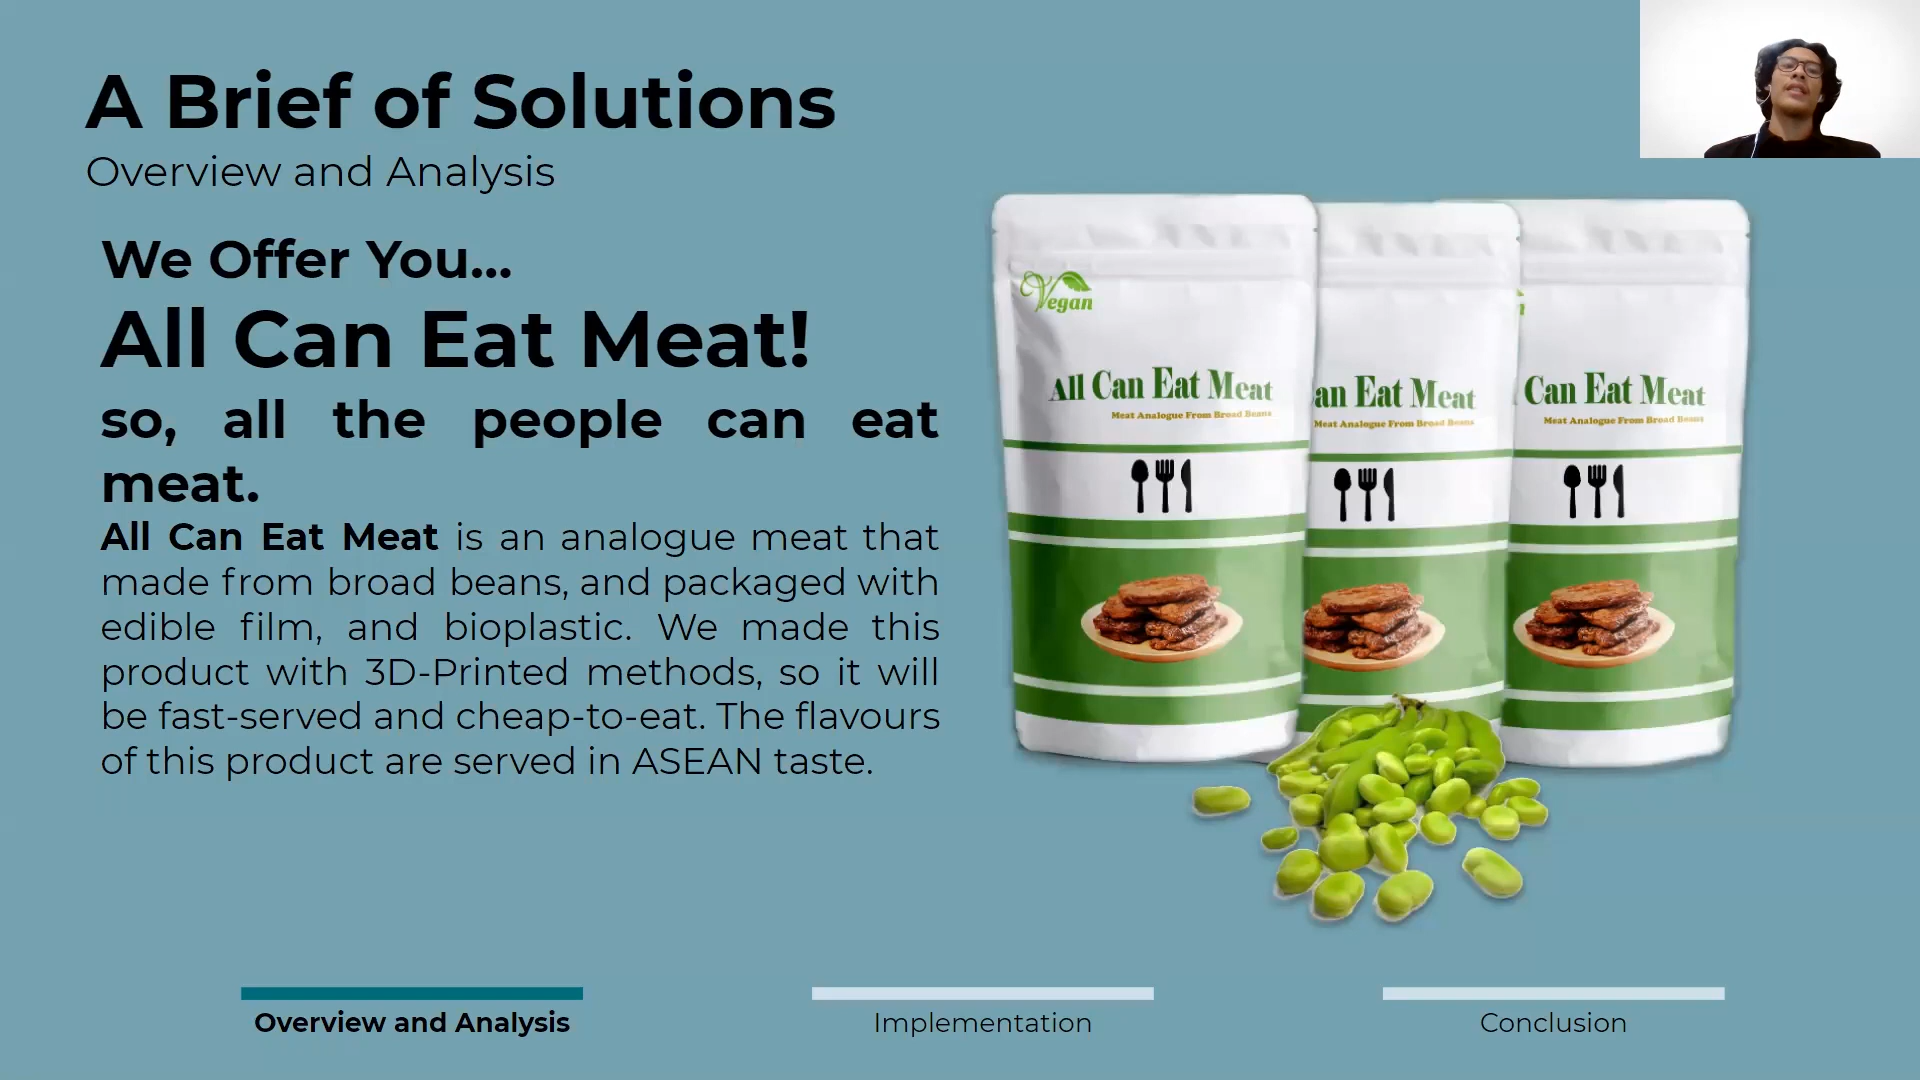 A Brief of Solutions
Overview and Analysis
We Offer You...
All Can Eat Meat!
so, all the people can eat
meat.
All Can Eat Meat is an analogue meat that
made from broad beans, and packaged with
edible film, and bioplastic. We made this
product with 3D-Printed methods, so it will
be fast-served and cheap-to-eat. The flavours
of this product are served in ASEAN taste.
Vegan
All Can Eat Meat
Meat Analogue From Broad Beans
an Eat Meat
Meat Analogue From Broad Beans
n
Can Eat Meat
Meat Analogue From Broad Beans
Overview and Analysis
Implementation
Conclusion